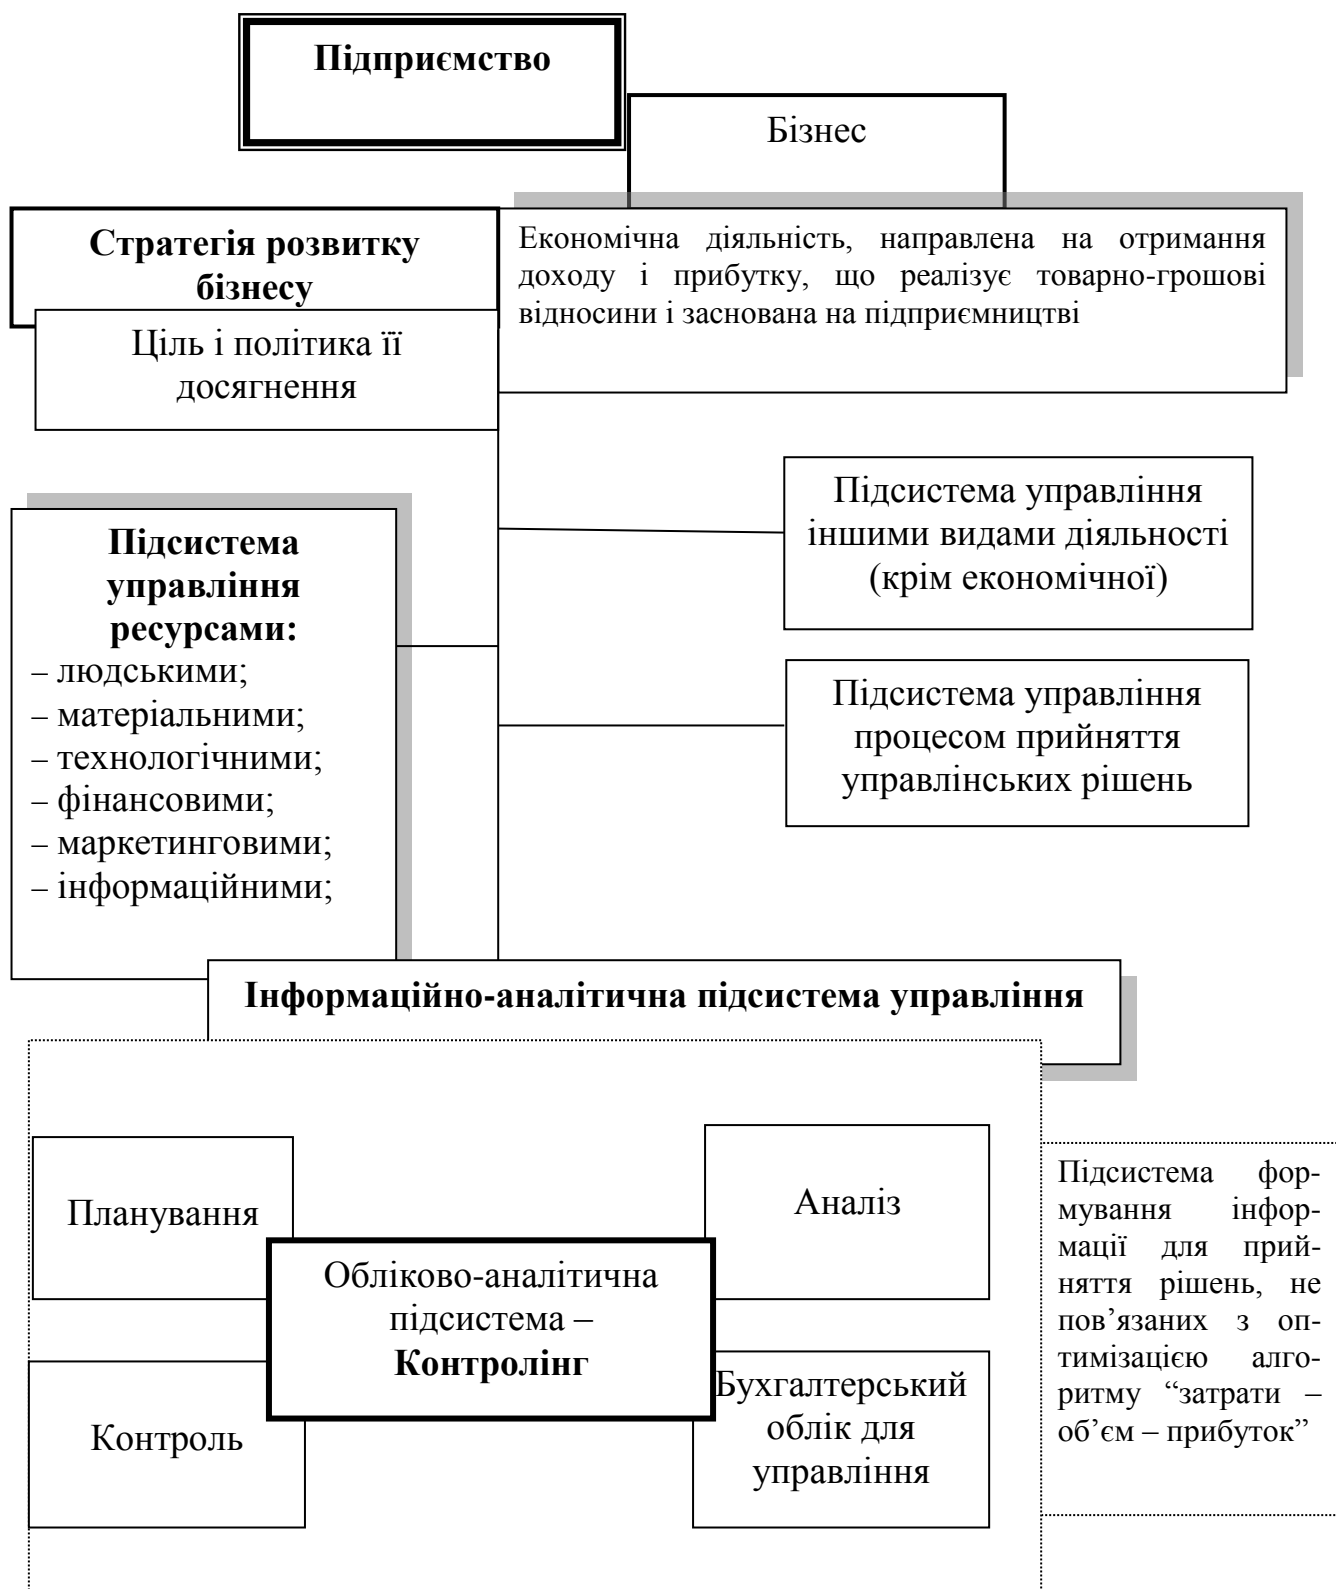 Підприємство
Бізнес
Стратегія розвитку
бізнесу
Економічна діяльність, направлена на отримання
доходу і прибутку, що реалізує товарно-грошові
відносини і заснована на підприємництві
Ціль і політика її
досягнення
Підсистема управління
іншими видами діяльності
(крім економічної)
Підсистема
управління
ресурсами:
– людськими;
– матеріальними;
– технологічними;
– фінансовими;
– маркетинговими;
– інформаційними;
Підсистема управління
процесом прийняття
управлінських рішень
Інформаційно-аналітична підсистема управління
Планування
Аналіз
Обліково-аналітична
підсистема –
Контролінг
Контроль
Бухгалтерський
облік для
управління
Підсистема фор-
мування інфор-
мації для прий-
няття рішень, не
пов’язаних з оп-
тимізацією алго-
ритму “затрати –
об’єм – прибуток”